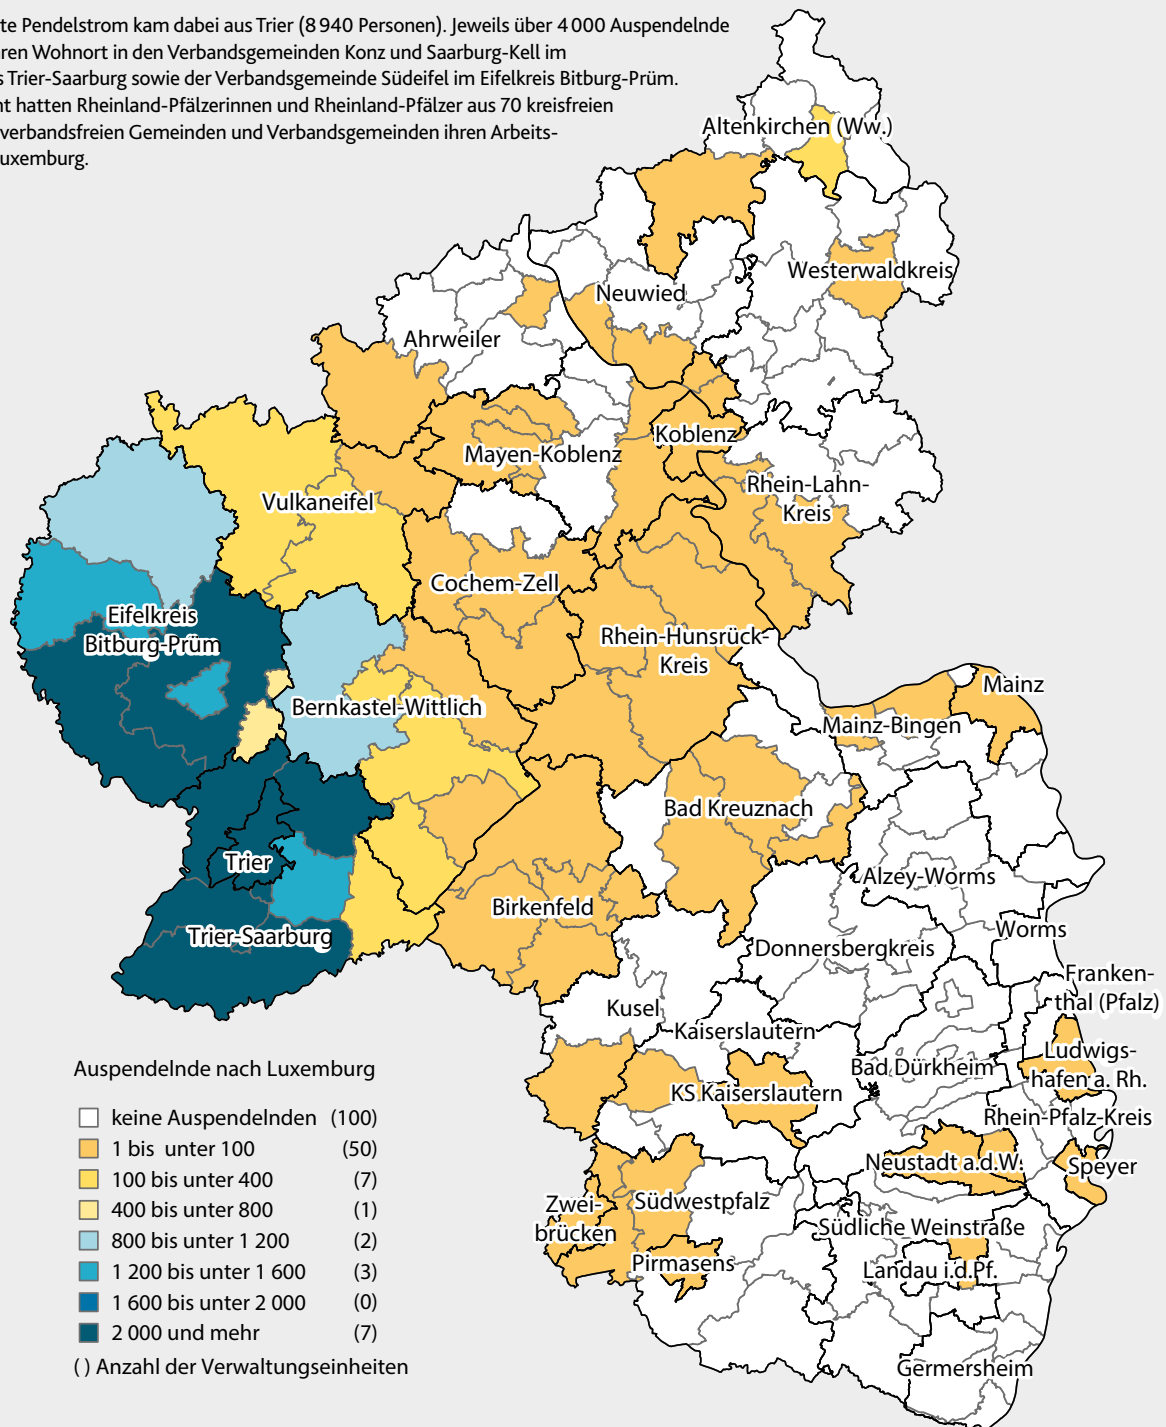 te Pendelstrom kam dabei aus Trier (8 940 Personen). Jeweils über 4 000 Auspendelnde
ren Wohnort in den Verbandsgemeinden Konz und Saarburg-Kell im
s Trier-Saarburg sowie der Verbandsgemeinde Südeifel im Eifelkreis Bitburg-Prüm.
nt hatten Rheinland-Pfälzerinnen und Rheinland-Pfälzer aus 70 kreisfreien
verbandsfreien Gemeinden und Verbandsgemeinden ihren Arbeits-
uxemburg.
Altenkirchen (Ww.)
Westerwaldkreis
Neuwied
Ahrweiler
Koblenz
Mayen-Koblenz
Rhein-Lahn-
Kreis
Vulkaneifel
Cochem-Zell
Eifelkreis
Bitburg-Prüm
Rhein-Hunsrück-
Kreis
Mainz
Bernkastel-Wittlich
Mainz-Bingen
Bad Kreuznach
Trier
Alzey-Worms
Birkenfeld
Worms
Trier-Saarburg
Donnersbergkreis
Franken-
thal (Pfalz)
Kusel
Kaiserslautern
Ludwigs-
hafen a. Rh.
Bad Dürkheim
KS Kaiserslautern
Rhein-Pfalz-Kreis
Neustadt a.d.W.
Speyer
Zwei-
brücken
Südwestpfalz
Südliche Weinstraße
Pirmasens
Landau i.d.Pf.
Germersheim
Auspendelnde nach Luxemburg
keine Auspendelnden (100)
1 bis unter 100 (50)
100 bis unter 400 (7)
400 bis unter 800 (1)
800 bis unter 1 200 (2)
1 200 bis unter 1 600 (3)
1 600 bis unter 2 000 (0)
2 000 und mehr (7)
( ) Anzahl der Verwaltungseinheiten